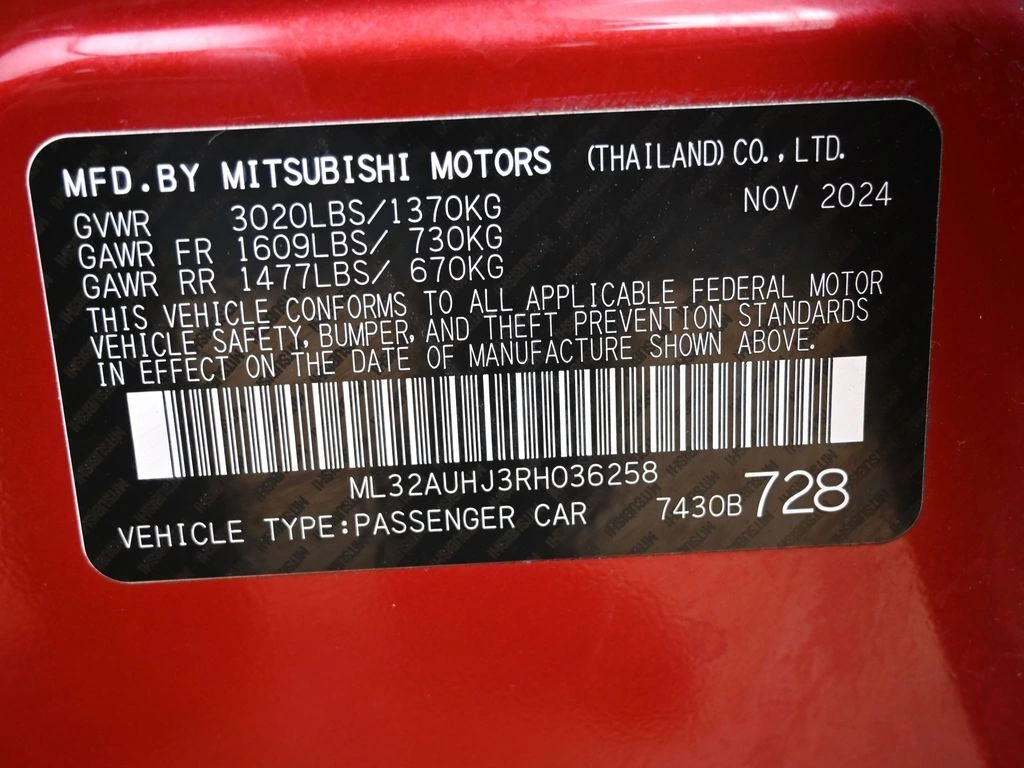 MFD.BY MITSUBISHI MOTORS (THAILAND) CO., LTD.
GVWR 3020LBS/1370KG NOV 2024
GAWR FR 1609LBS/ 730KG
GAWR RR 1477LBS/ 670KG
THIS VEHICLE CONFORMS TO ALL APPLICABLE FEDERAL MOTOR
VEHICLE SAFETY, BUMPER, AND THEFT PREVENTION STANDARDS
IN EFFECT ON THE DATE OF MANUFACTURE SHOWN ABOVE.
ML32AUHJ3RH036258
VEHICLE TYPE:PASSENGER CAR 7430B 728